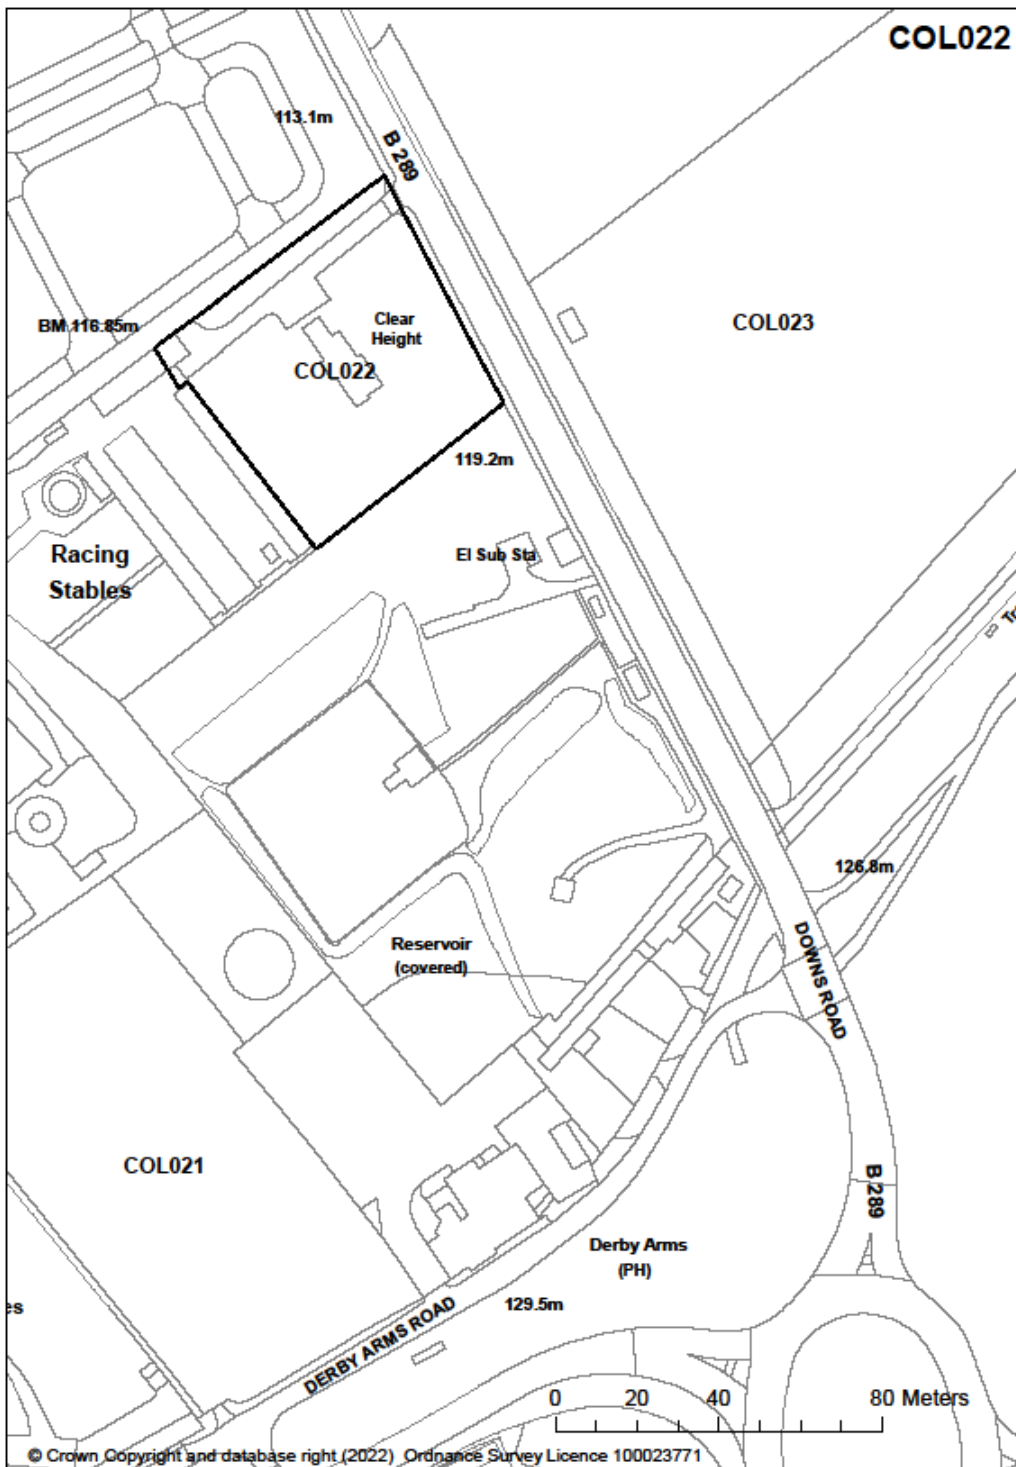 COL022
113.1m
B 289
BM 116.85m
Clear
Height
COL023
COL022
119.2m
El Sub Sta
Racing
Stables
126.8m
Reservoir
(covered)
DOWNS ROAD
COL021
B 289
Derby Arms
(PH)
129.5m
DERBY ARMS ROAD
0 20 40 80 Meters
© Crown Copyright and database right (2022) Ordnance Survey Licence 100023771